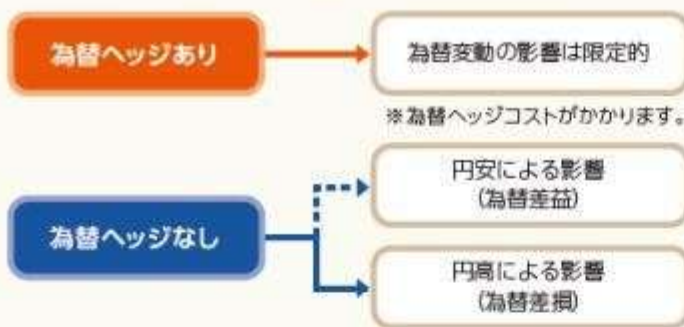 為替ヘッジあり
為替変動の影響は限定的
※為替ヘッジコストがかかります。
為替ヘッジなし
円安による影響
(為替差益)
円高による影響
(為替差損)